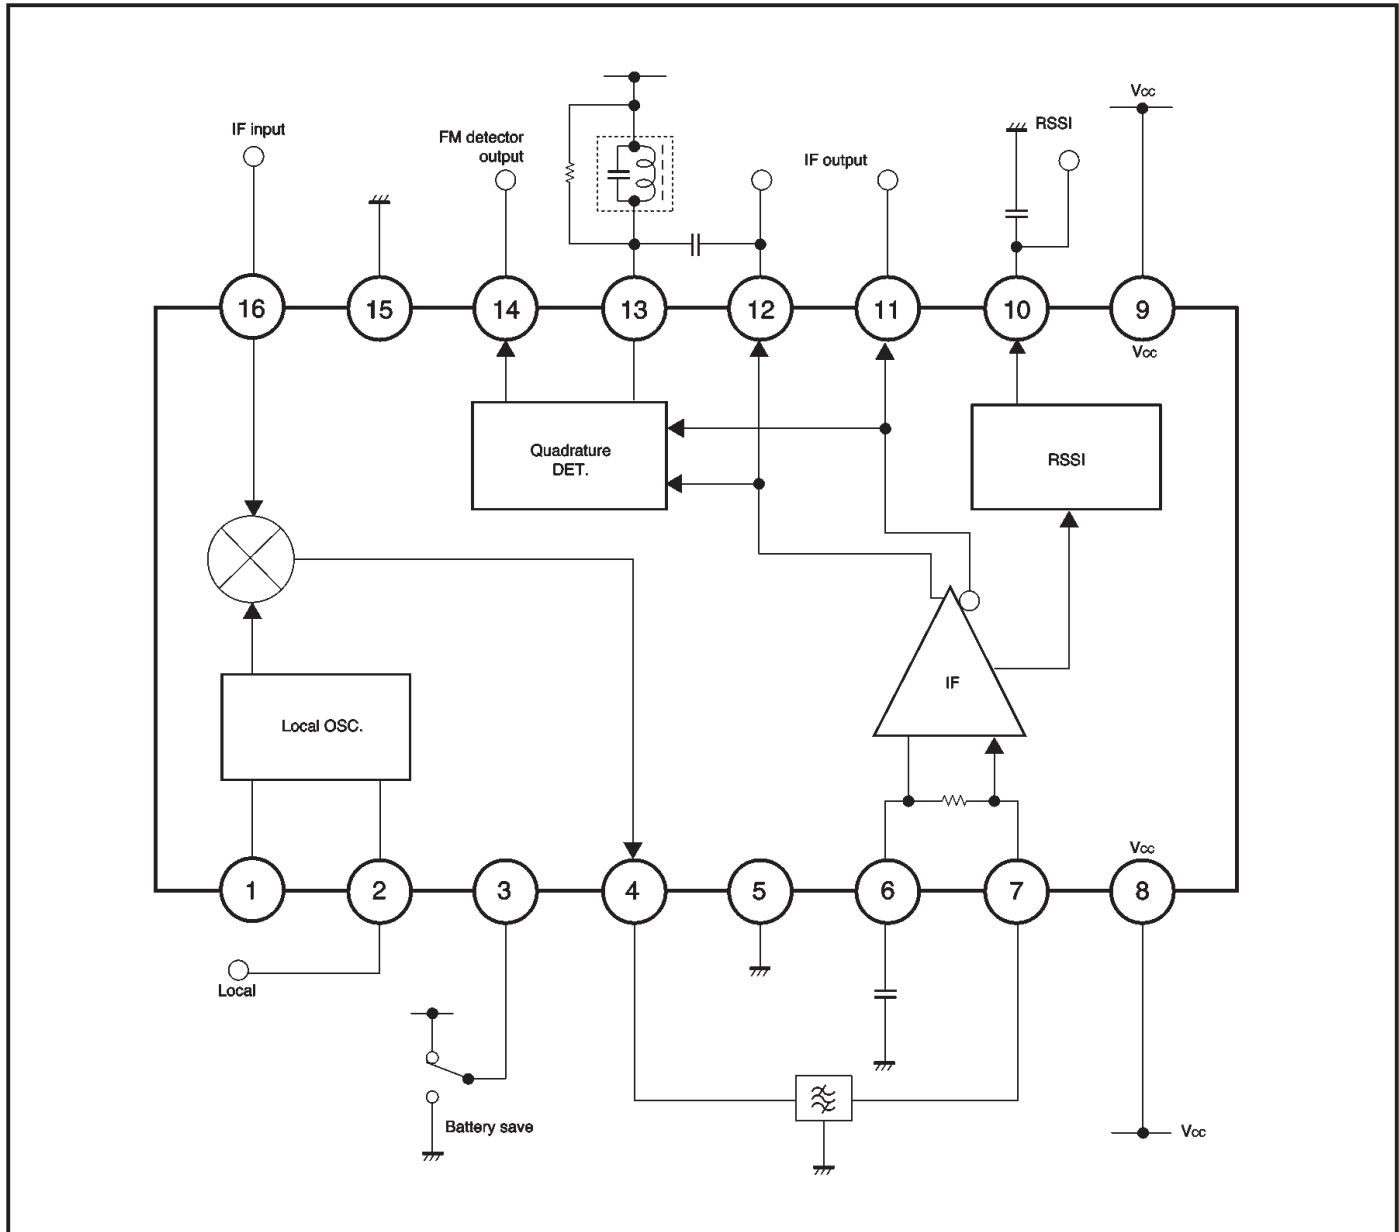 Vcc
RSSI
IF input
FM detector
output
IF output
16
15
14
13
12
11
10
9
Vcc
Quadrature
DET.
RSSI
IF
Local OSC.
Vcc
1
2
3
4
5
6
7
8
Local
Battery save
Vcc